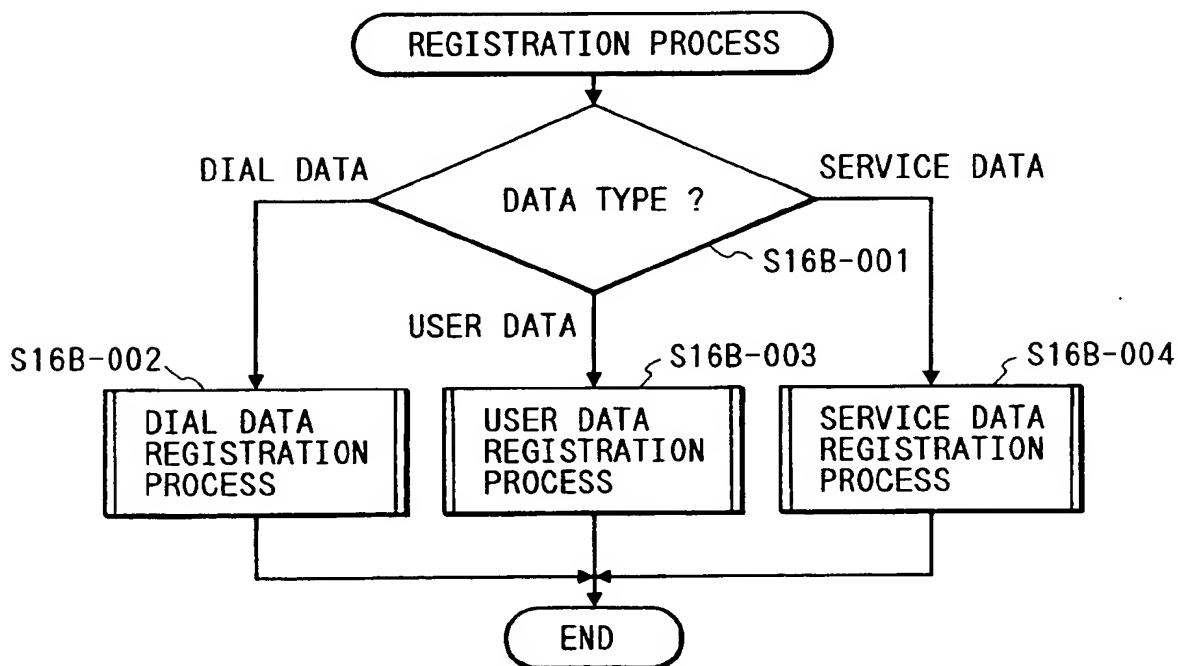 REGISTRATION PROCESS
DIAL DATA
SERVICE DATA
DATA TYPE ?
S16B-001
USER DATA
S16B-002
S16B-003
S16B-004
DIAL DATA
REGISTRATION
PROCESS
USER DATA
REGISTRATION
PROCESS
SERVICE DATA
REGISTRATION
PROCESS
END